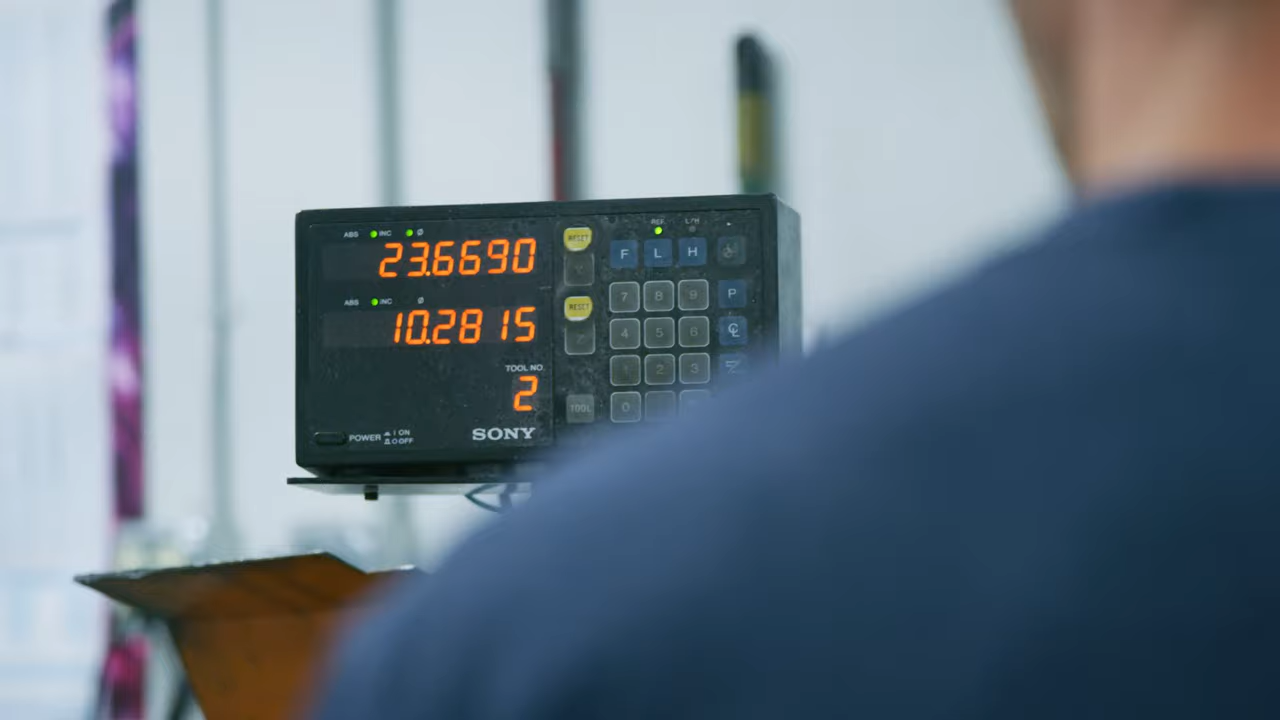 ABS INC Ø
23.6690
RESET
ABS INC Ø
10.2815
RESET
TOOL NO.
2
POWER I ON
O OFF
SONY
REF.
F L H
7 8 9 P
4 5 6 ℄
1 2 3
TOOL 0